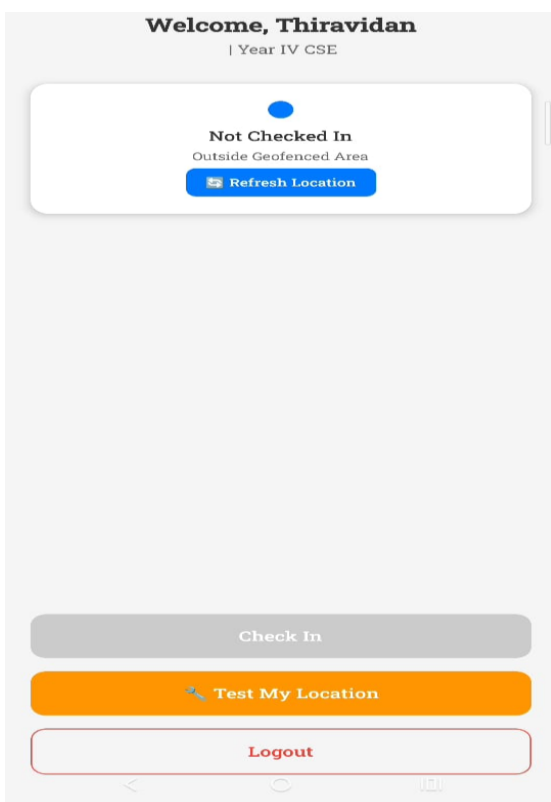 Welcome, Thiravidan
| Year IV CSE
Not Checked In
Outside Geofenced Area
Refresh Location
Check In
Test My Location
Logout